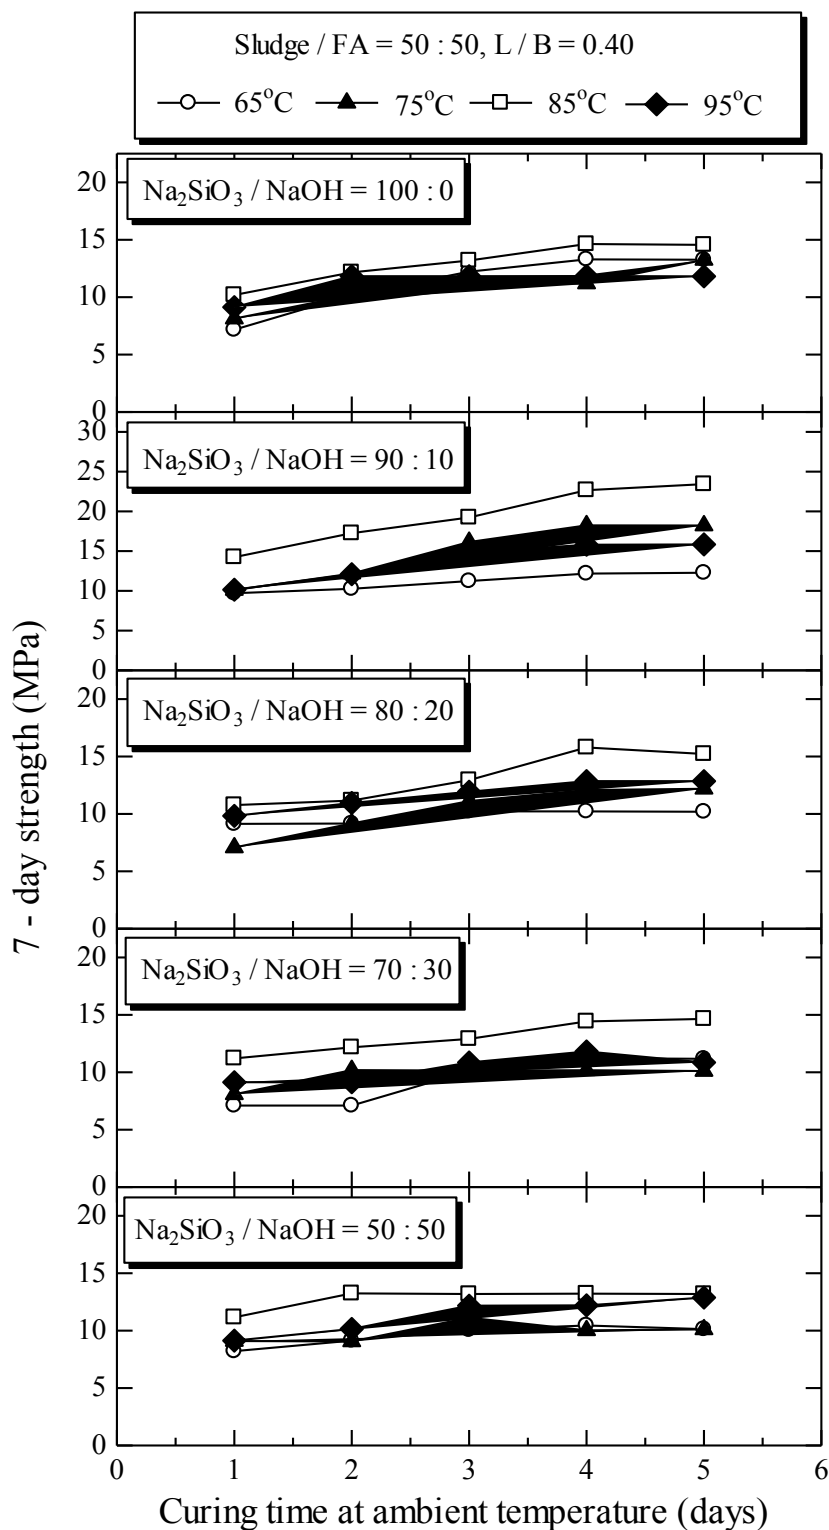 Sludge / FA = 50 : 50, L / B = 0.40
65°C 75°C 85°C 95°C
Na₂SiO₃ / NaOH = 100 : 0
20
15
10
5
0
Na₂SiO₃ / NaOH = 90 : 10
30
25
20
15
10
5
0
Na₂SiO₃ / NaOH = 80 : 20
20
15
10
5
0
Na₂SiO₃ / NaOH = 70 : 30
20
15
10
5
0
Na₂SiO₃ / NaOH = 50 : 50
20
15
10
5
0
0 1 2 3 4 5 6
7 - day strength (MPa)
Curing time at ambient temperature (days)